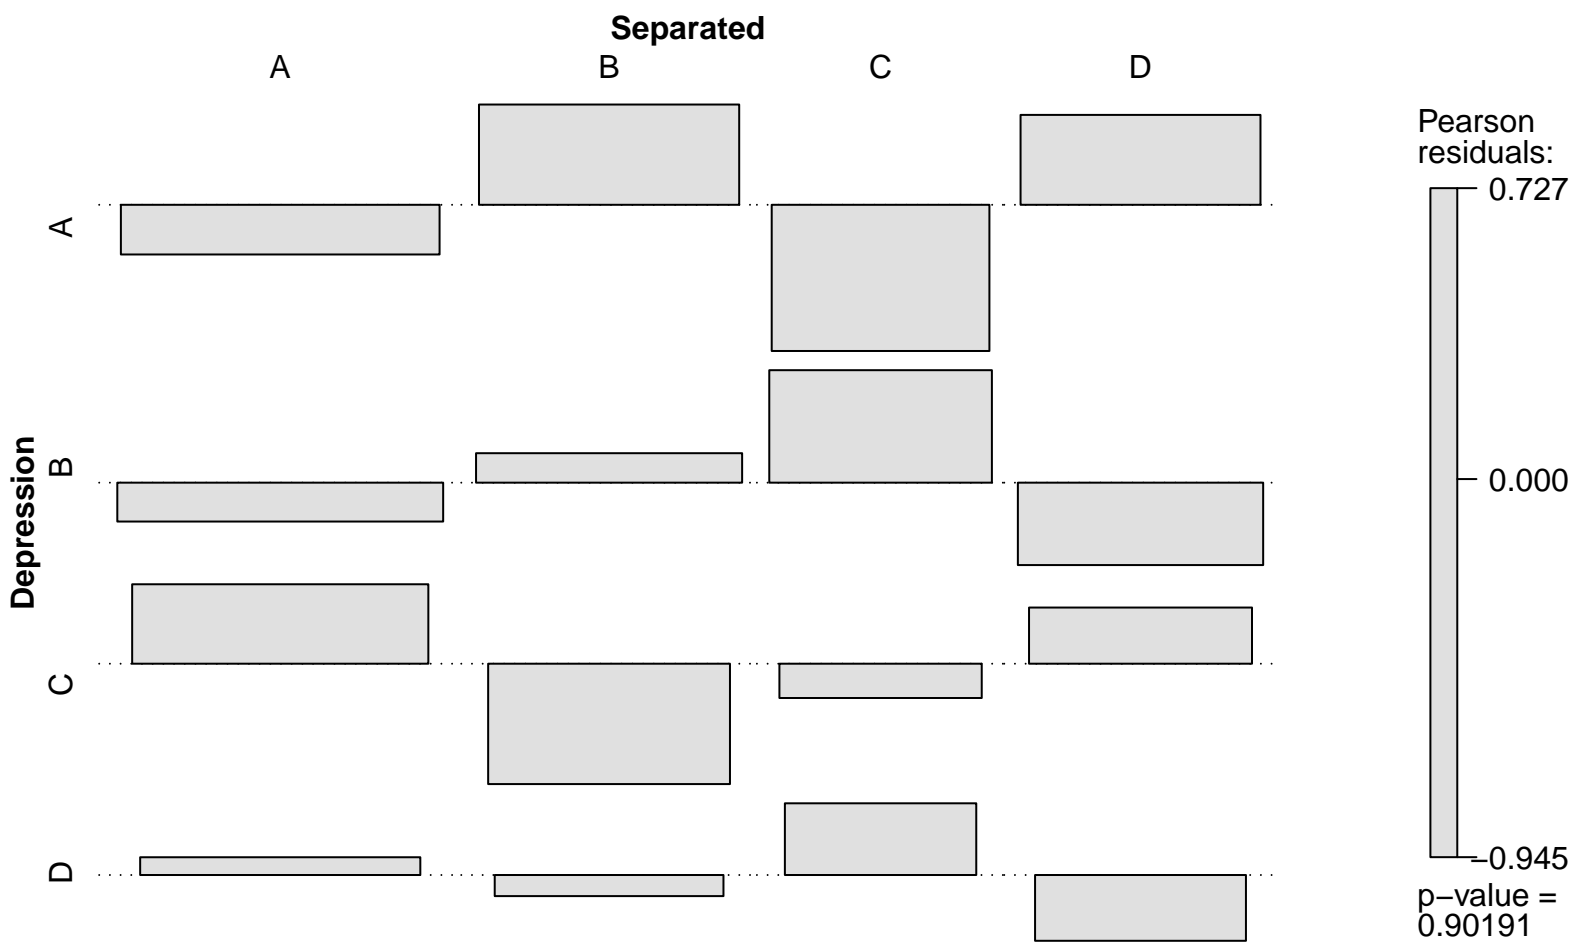 Separated
A B C D
Pearson
residuals:
0.727
A
B
0.000
Depression
C
−0.945
D
p−value =
0.90191